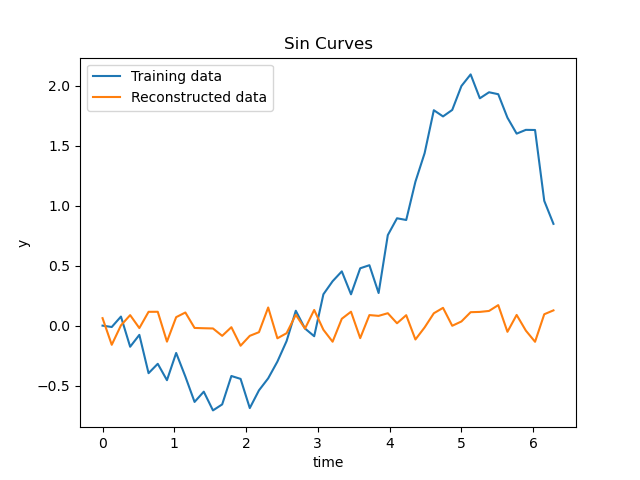 Sin Curves
Training data
Reconstructed data
2.0
1.5
1.0
0.5
0.0
−0.5
y
0 1 2 3 4 5 6
time